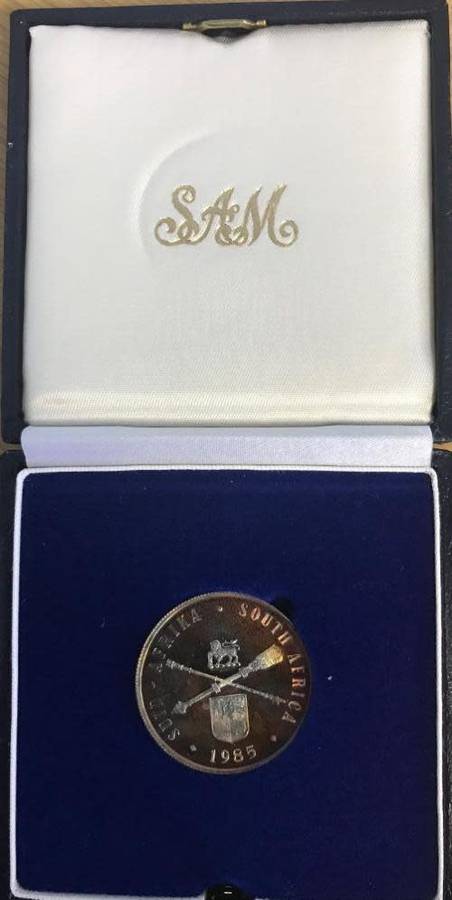 SAM
SUID - AFRIKA · SOUTH AFRICA
· 1985 ·